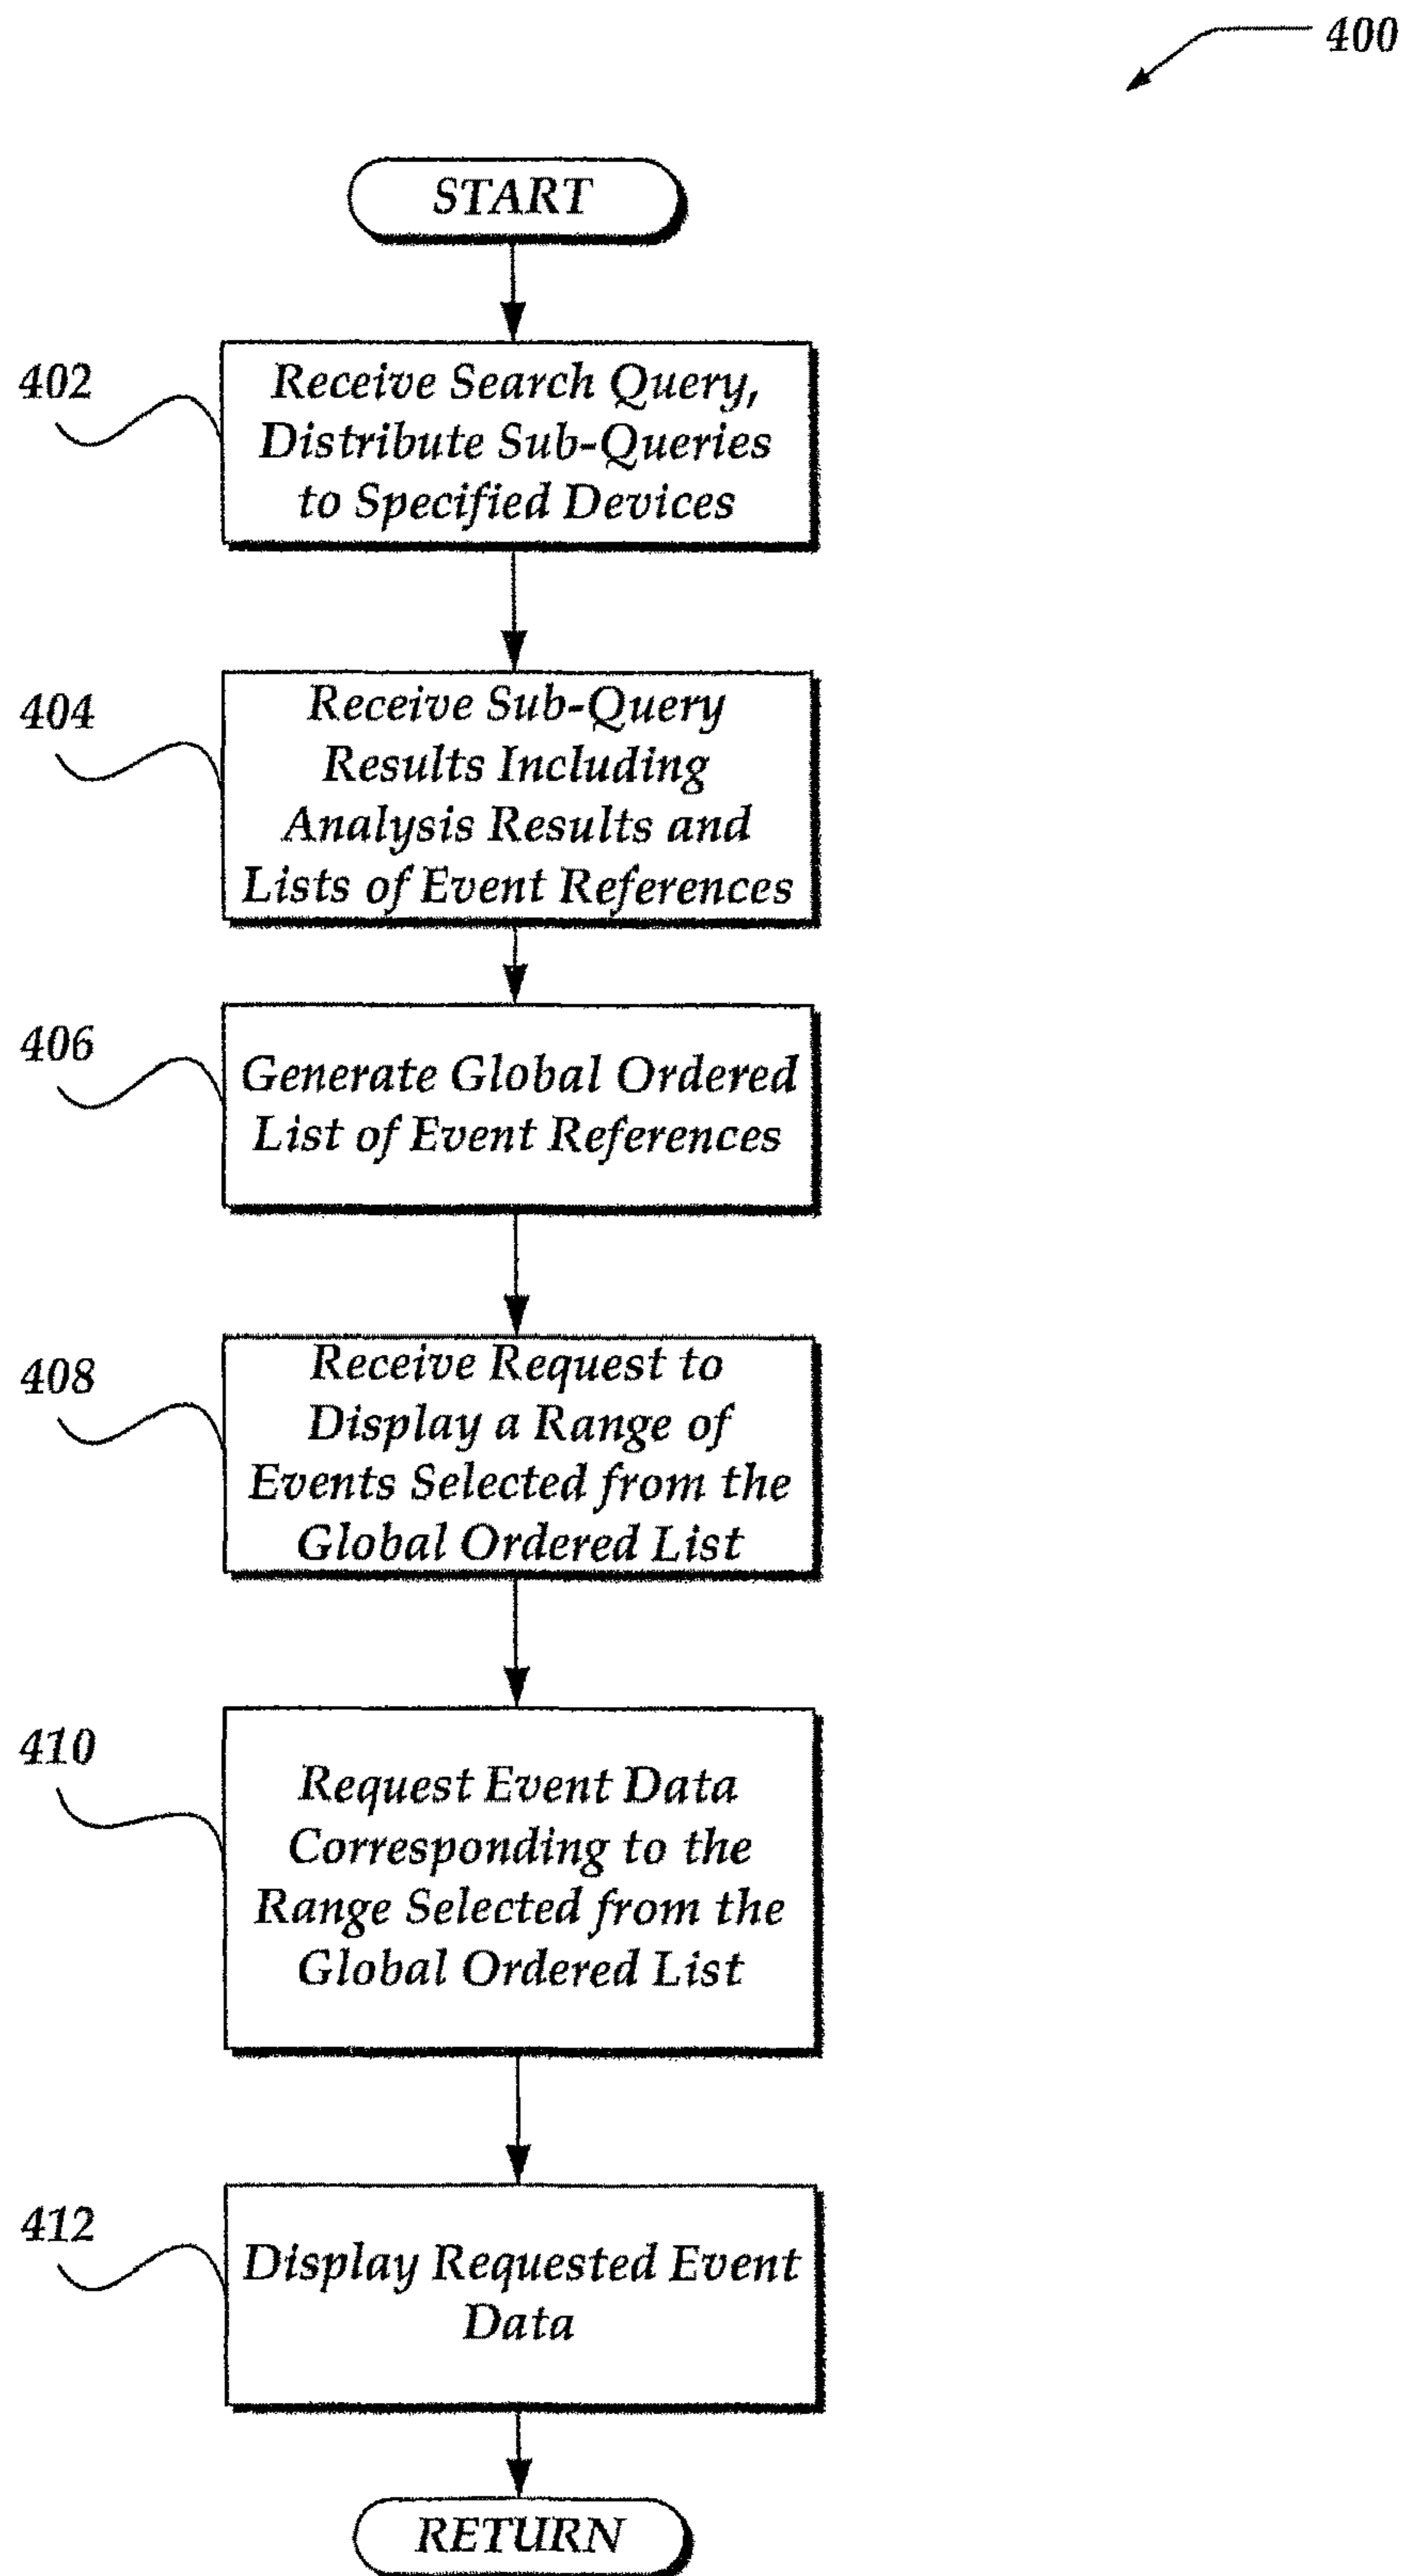 400
START
402
Receive Search Query,
Distribute Sub-Queries
to Specified Devices
404
Receive Sub-Query
Results Including
Analysis Results and
Lists of Event References
406
Generate Global Ordered
List of Event References
408
Receive Request to
Display a Range of
Events Selected from the
Global Ordered List
410
Request Event Data
Corresponding to the
Range Selected from the
Global Ordered List
412
Display Requested Event
Data
RETURN